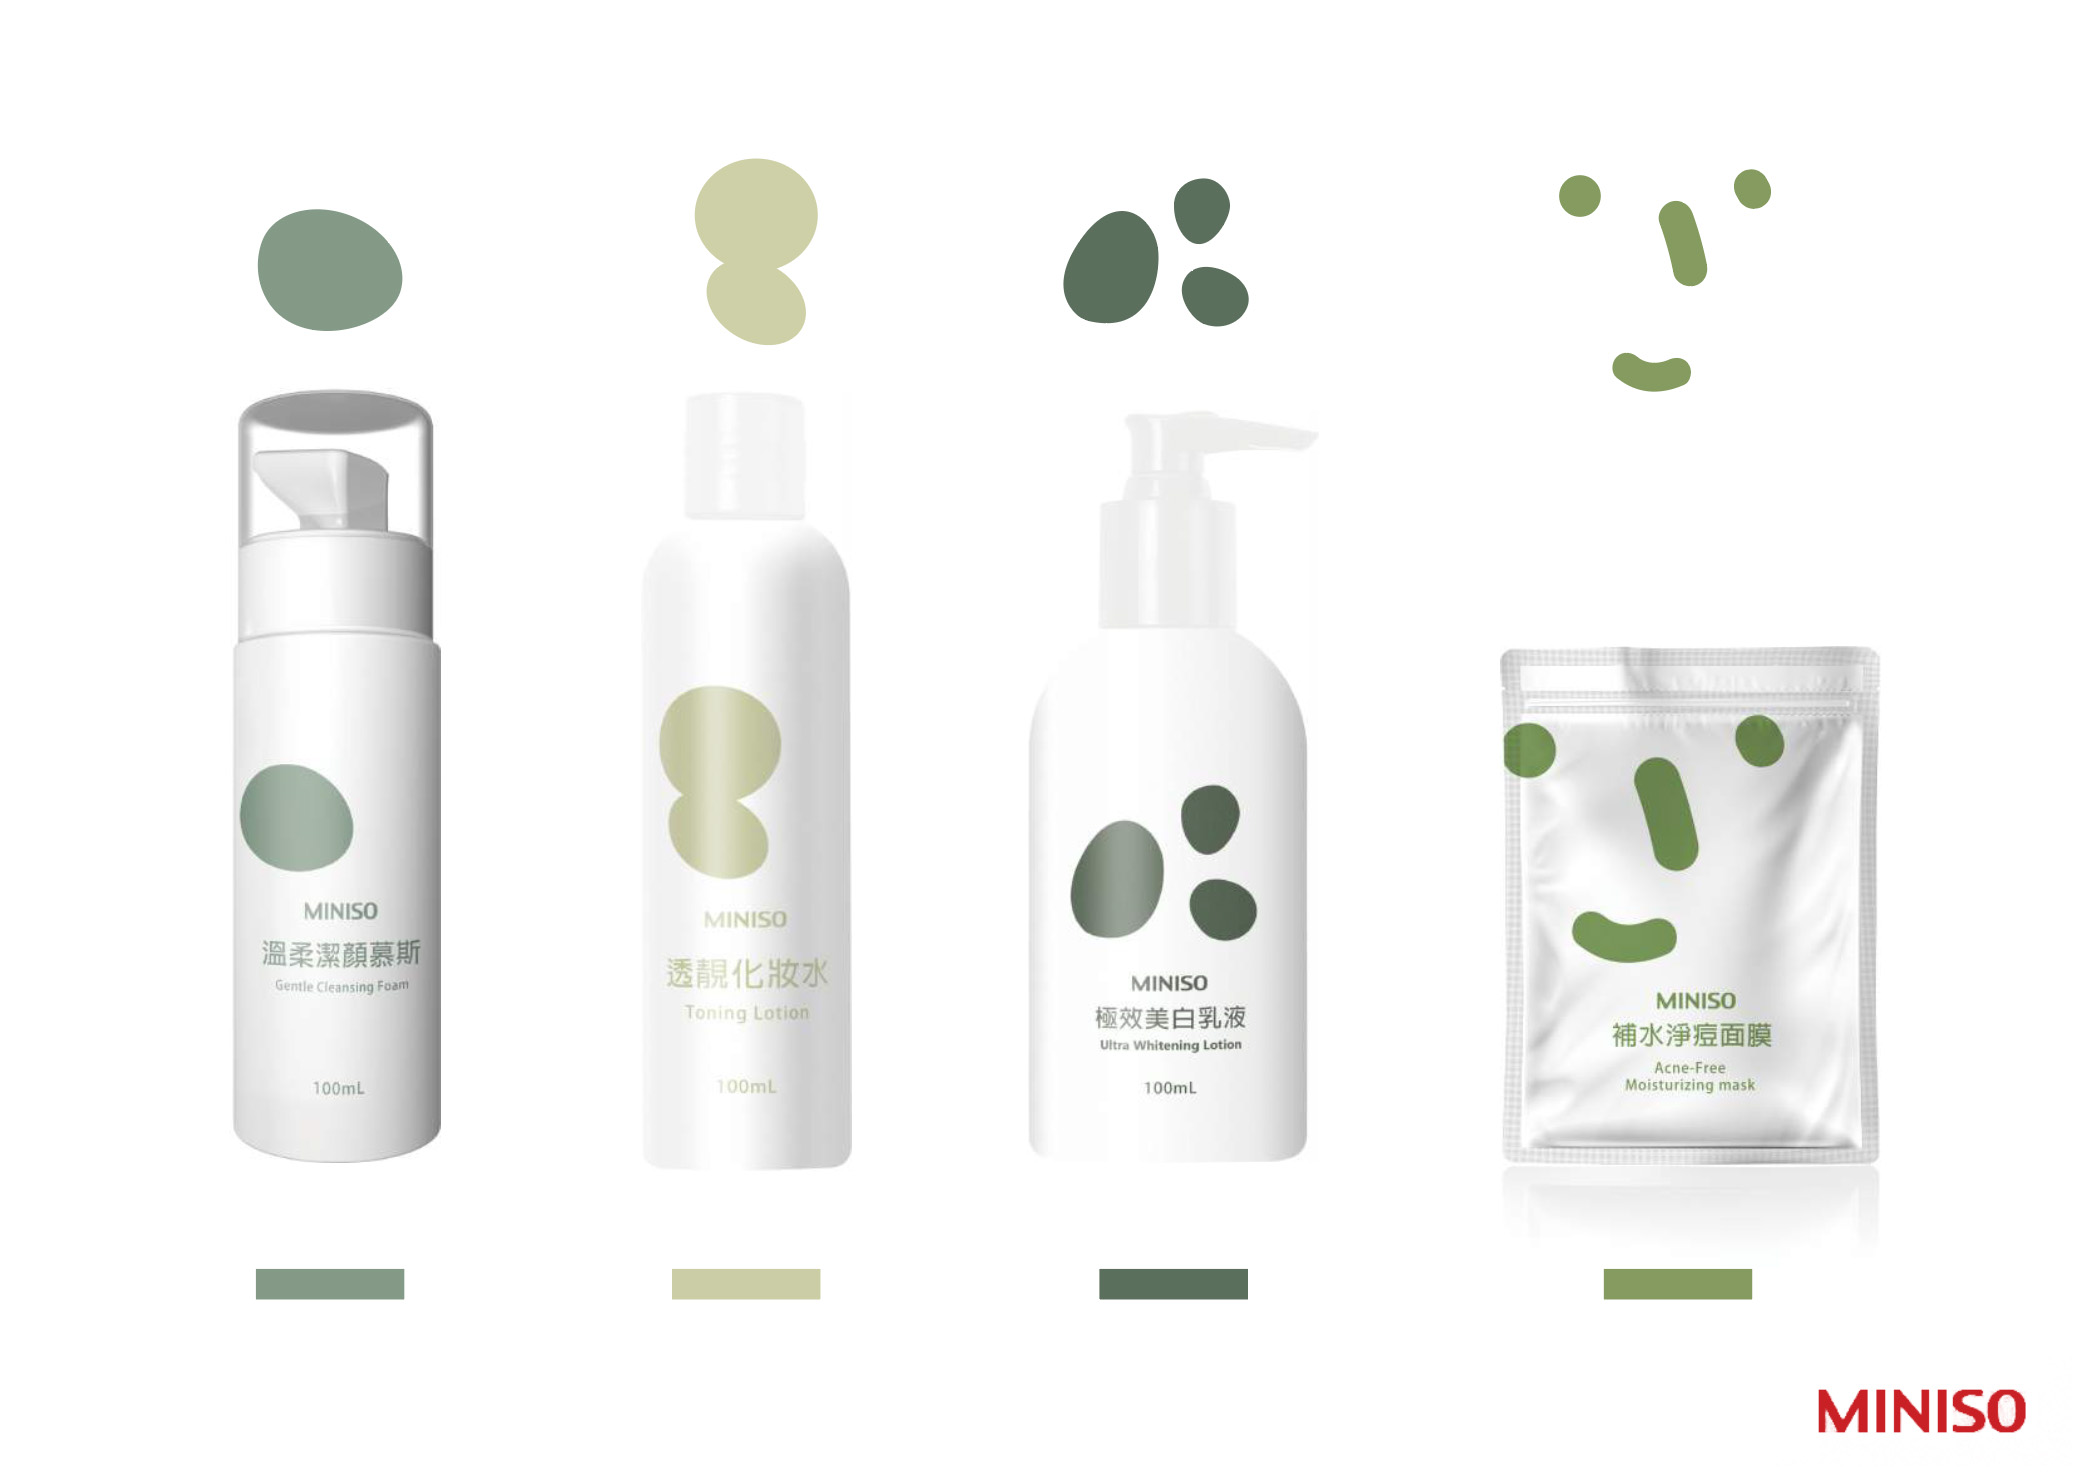 MINISO
溫柔潔顏慕斯
Gentle Cleansing Foam
100mL
MINISO
透靚化妝水
Toning Lotion
100mL
MINISO
極效美白乳液
Ultra Whitening Lotion
100mL
MINISO
補水淨痘面膜
Acne-Free
Moisturizing mask
MINISO